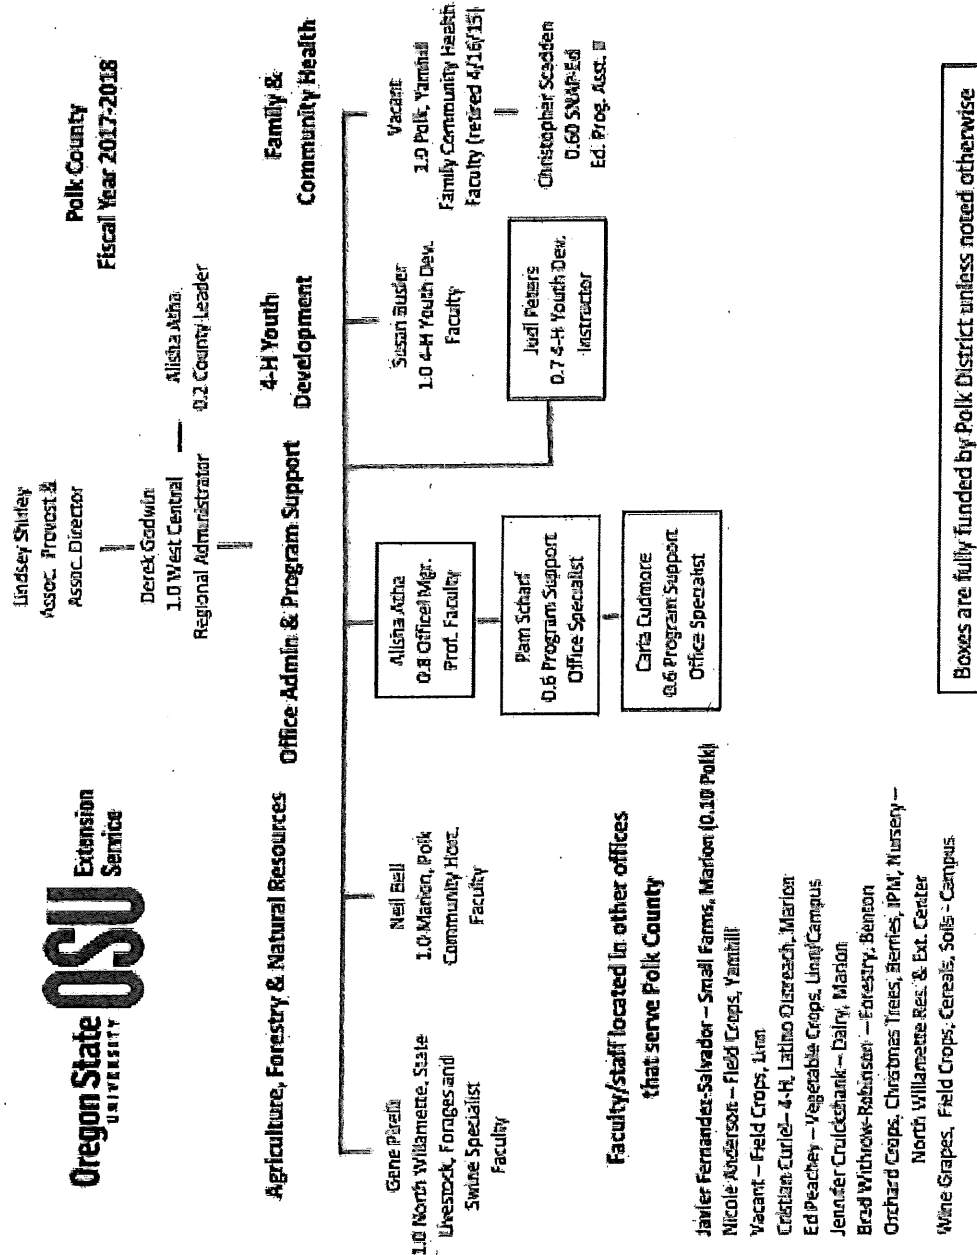 Oregon State
UNIVERSITY
OSU
Extension
Service
Lindsey Shirley
Assoc. Provost &
Assoc. Director
Derek Godwin
1.0 West Central
Regional Administrator
Alisha Atha
0.2 County Leader
Polk County
Fiscal Year 2017-2018
Agriculture, Forestry & Natural Resources
Office Admin & Program Support
4-H Youth
Development
Family &
Community Health
Gene Pirelli
1.0 North Willamette, State
Livestock, Forages and
Swine Specialist
Faculty
Neil Bell
1.0 Marion, Polk
Community Hort.
Faculty
Alisha Atha
0.8 Office Mgr.
Prof. Faculty
Pam Scharf
0.6 Program Support
Office Specialist
Carla Cudmore
0.6 Program Support
Office Specialist
Susan Busler
1.0 4-H Youth Dev.
Faculty
Judi Peters
0.7 4-H Youth Dev.
Instructor
Vacant
1.0 Polk, Yamhill
Family Community Health
Faculty (retired 4/16/15)
Christopher Scadden
0.60 SNAP-Ed
Ed. Prog. Asst. II
Faculty/staff located in other offices
that serve Polk County
Javier Fernandez-Salvador – Small Farms, Marion (0.10 Polk)
Nicole Anderson – Field Crops, Yamhill
Vacant – Field Crops, Linn
Cristian Curiel – 4-H, Latino Outreach, Marion
Ed Peachey – Vegetable Crops, Linn/Campus
Jennifer Cruickshank – Dairy, Marion
Brad Withrow-Robinson – Forestry, Benton
Orchard Crops, Christmas Trees, Berries, IPM, Nursery –
North Willamette Res. & Ext. Center
Wine Grapes, Field Crops, Cereals, Soils - Campus
Boxes are fully funded by Polk District unless noted otherwise